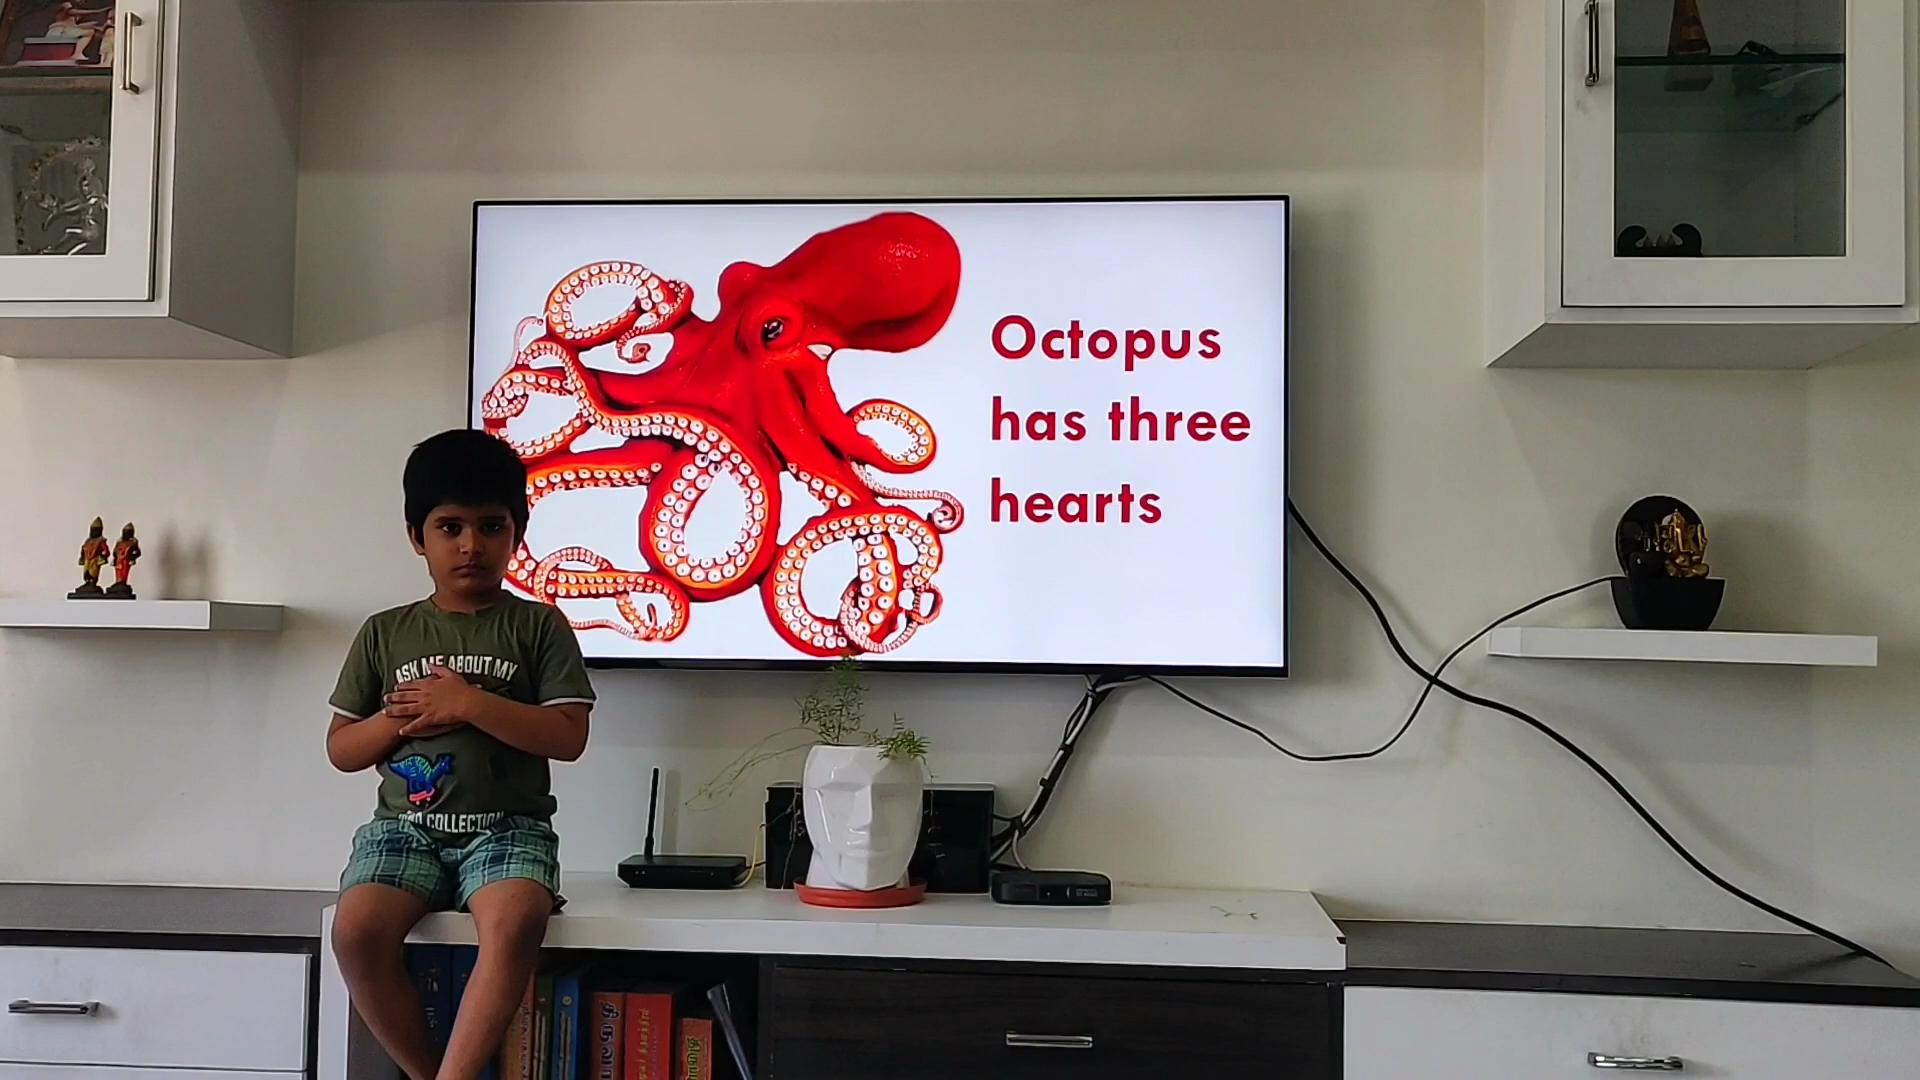 Octopus
has three
hearts
ASK ME ABOUT MY
COLLECTION